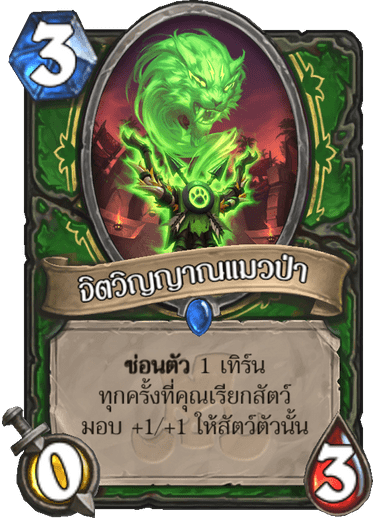 3
จิตวิญญาณแมวป่า
ซ่อนตัว 1 เทิร์น
ทุกครั้งที่คุณเรียกสัตว์
มอบ +1/+1 ให้สัตว์ตัวนั้น
0
3